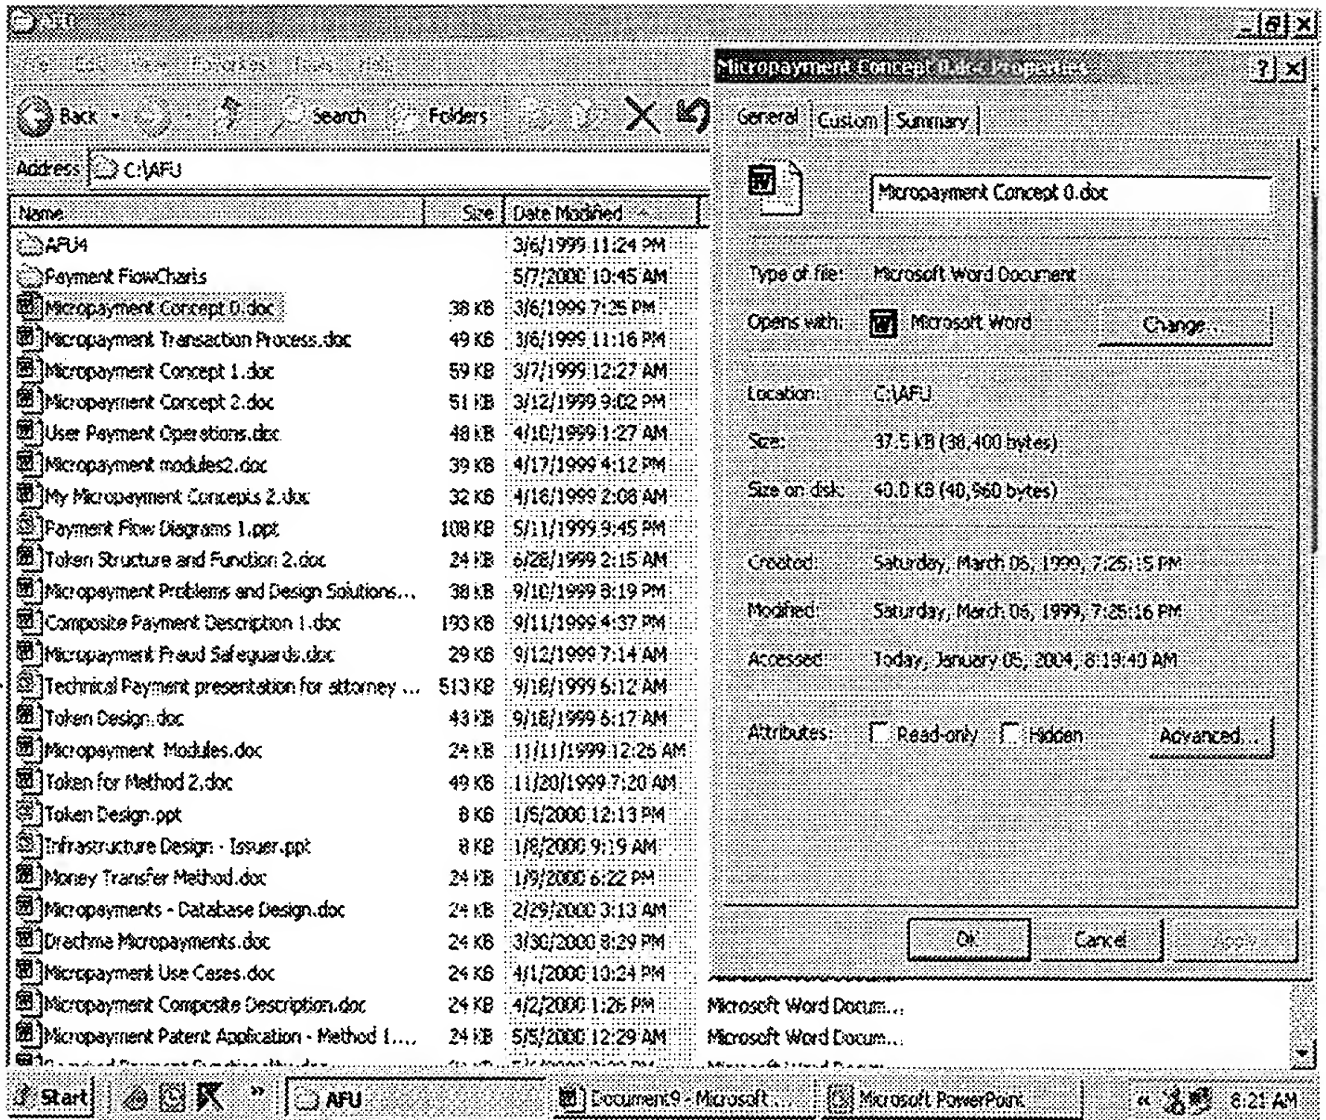 AFU
File Edit View Favorites Tools Help
Back Search Folders
Address C:\AFU
Name Size Date Modified
AFU4 3/6/1999 11:24 PM
Payment FlowCharts 5/7/2000 10:45 AM
Micropayment Concept 0.doc 38 KB 3/6/1999 7:25 PM
Micropayment Transaction Process.doc 49 KB 3/6/1999 11:16 PM
Micropayment Concept 1.doc 59 KB 3/7/1999 12:27 AM
Micropayment Concept 2.doc 51 KB 3/12/1999 9:02 PM
User Payment Operations.doc 48 KB 4/10/1999 1:27 AM
Micropayment modules2.doc 39 KB 4/17/1999 4:12 PM
My Micropayment Concepts 2.doc 32 KB 4/18/1999 2:08 AM
Payment Flow Diagrams 1.ppt 108 KB 5/11/1999 9:45 PM
Token Structure and Function 2.doc 24 KB 6/28/1999 2:15 AM
Micropayment Problems and Design Solutions... 38 KB 9/10/1999 8:19 PM
Composite Payment Description 1.doc 193 KB 9/11/1999 4:37 PM
Micropayment Fraud Safeguards.doc 29 KB 9/12/1999 7:14 AM
Technical Payment presentation for attorney ... 513 KB 9/18/1999 6:12 AM
Token Design.doc 43 KB 9/18/1999 6:17 AM
Micropayment Modules.doc 24 KB 11/11/1999 12:26 AM
Token for Method 2.doc 49 KB 11/20/1999 7:20 AM
Token Design.ppt 8 KB 1/5/2000 12:13 PM
Infrastructure Design - Issuer.ppt 8 KB 1/8/2000 9:19 AM
Money Transfer Method.doc 24 KB 1/9/2000 6:22 PM
Micropayments - Database Design.doc 24 KB 2/29/2000 3:13 AM
Drachma Micropayments.doc 24 KB 3/30/2000 8:29 PM
Micropayment Use Cases.doc 24 KB 4/1/2000 10:24 PM
Micropayment Composite Description.doc 24 KB 4/2/2000 1:26 PM Microsoft Word Docum...
Micropayment Patent Application - Method 1.... 24 KB 5/5/2000 12:29 AM Microsoft Word Docum...
Micropayment Concept 0.doc Properties
General Custom Summary
Micropayment Concept 0.doc
Type of file: Microsoft Word Document
Opens with: Microsoft Word Change...
Location: C:\AFU
Size: 37.5 KB (38,400 bytes)
Size on disk: 40.0 KB (40,960 bytes)
Created: Saturday, March 06, 1999, 7:25:15 PM
Modified: Saturday, March 06, 1999, 7:25:16 PM
Accessed: Today, January 05, 2004, 8:19:43 AM
Attributes: Read-only Hidden Advanced...
OK Cancel Apply
Start » AFU Document9 - Microsoft ... Microsoft PowerPoint « 8:21 AM